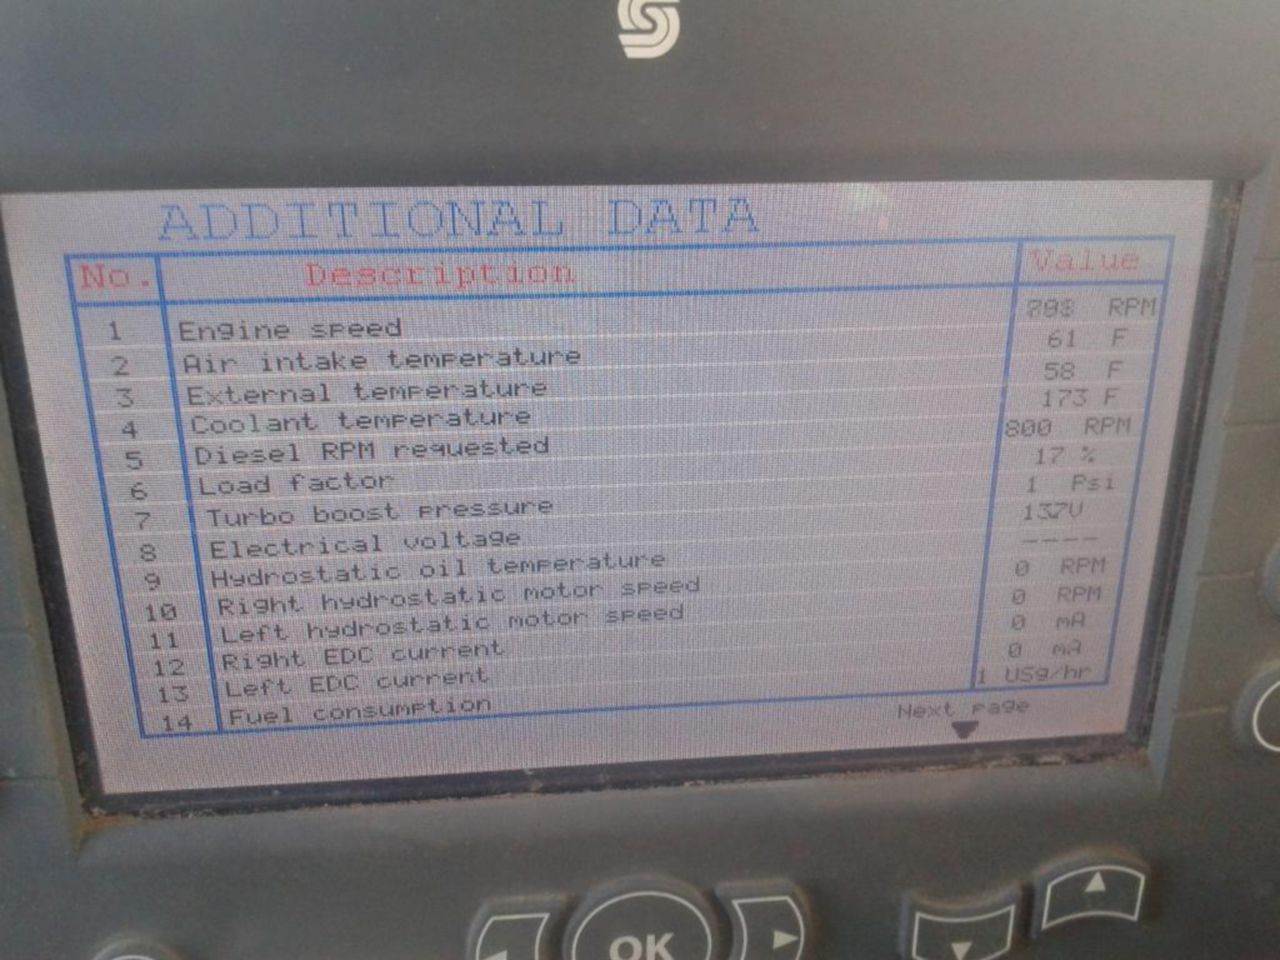 ADDITIONAL DATA
No. Description Value
1 Engine speed RPM
2 Air intake temperature 61 F
3 External temperature 58 F
4 Coolant temperature 173 F
5 Diesel RPM requested 800 RPM
6 Load factor 17 %
7 Turbo boost pressure 1 Psi
8 Electrical voltage 13.7V
9 Hydrostatic oil temperature ----
10 Right hydrostatic motor speed 0 RPM
11 Left hydrostatic motor speed 0 RPM
12 Right EDC current 0 mA
13 Left EDC current 0 mA
14 Fuel consumption 1 USg/hr
Next page
OK